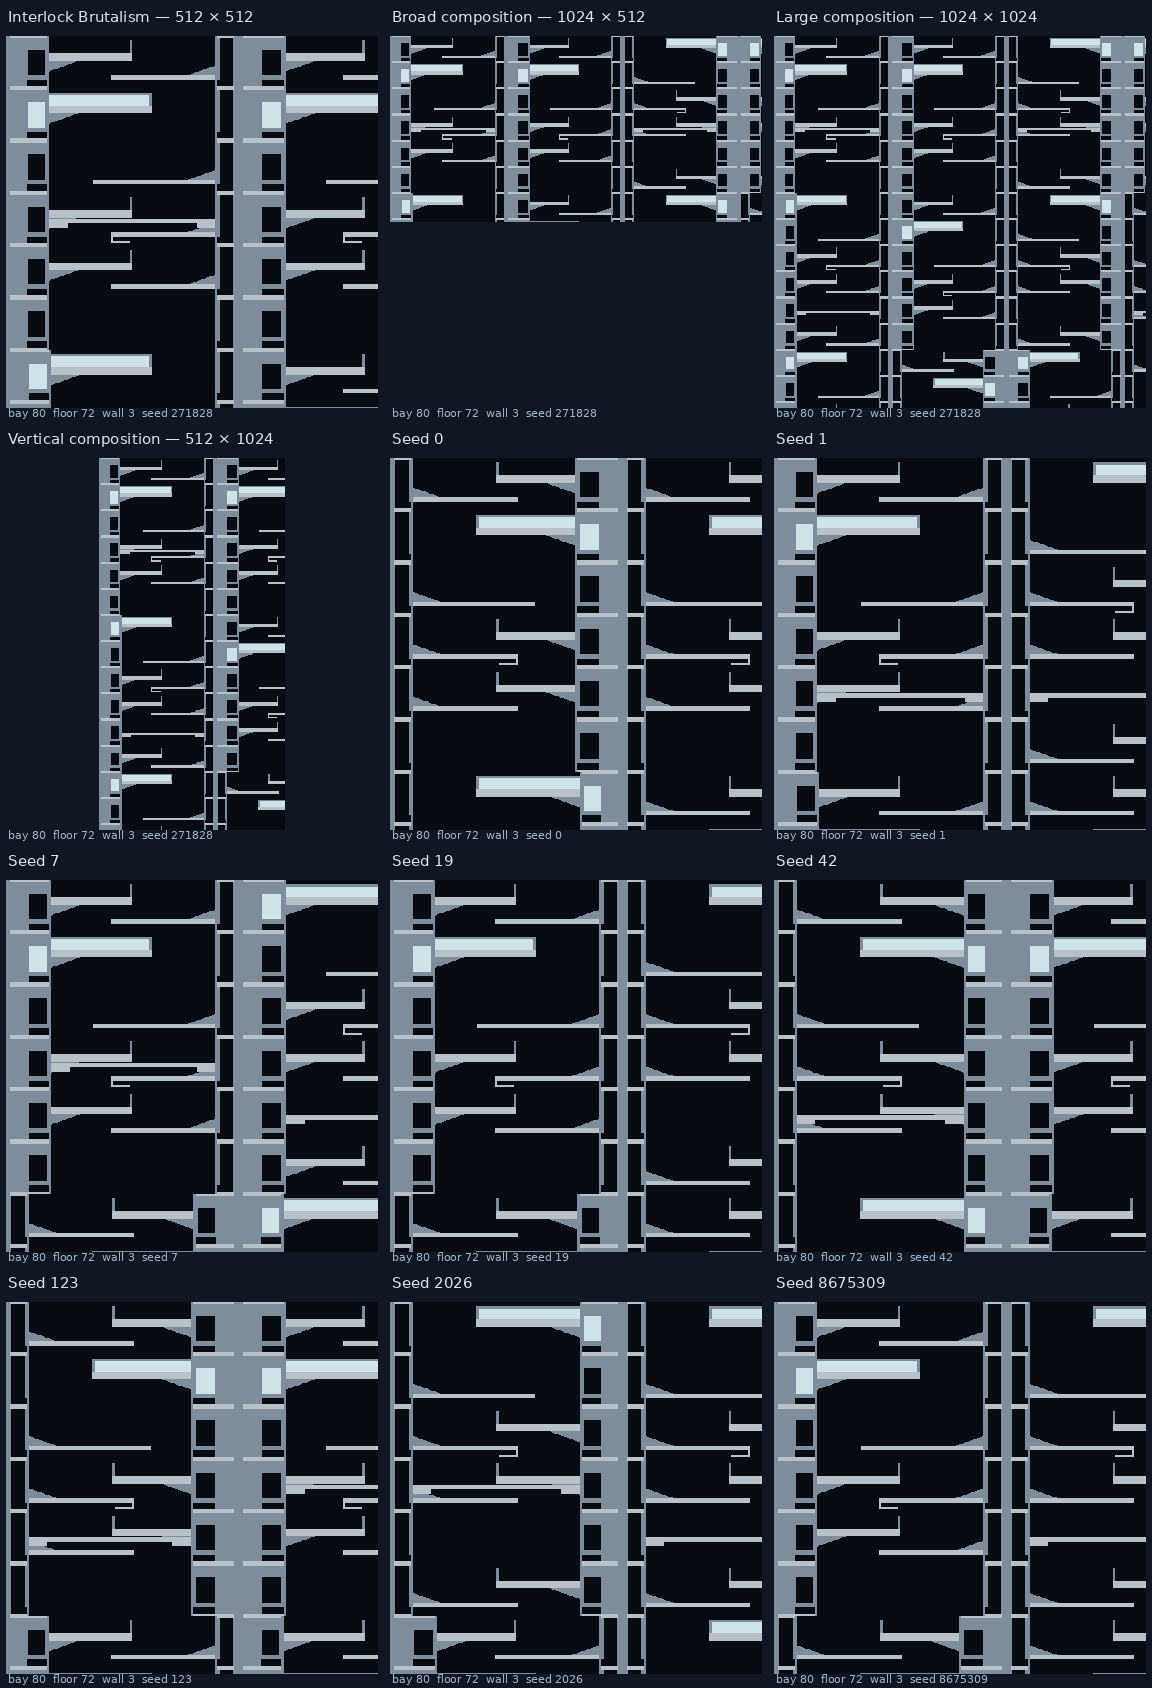 Interlock Brutalism — 512 × 512
Broad composition — 1024 × 512
Large composition — 1024 × 1024
bay 80 floor 72 wall 3 seed 271828
bay 80 floor 72 wall 3 seed 271828
bay 80 floor 72 wall 3 seed 271828
Vertical composition — 512 × 1024
Seed 0
Seed 1
bay 80 floor 72 wall 3 seed 271828
bay 80 floor 72 wall 3 seed 0
bay 80 floor 72 wall 3 seed 1
Seed 7
Seed 19
Seed 42
bay 80 floor 72 wall 3 seed 7
bay 80 floor 72 wall 3 seed 19
bay 80 floor 72 wall 3 seed 42
Seed 123
Seed 2026
Seed 8675309
bay 80 floor 72 wall 3 seed 123
bay 80 floor 72 wall 3 seed 2026
bay 80 floor 72 wall 3 seed 8675309